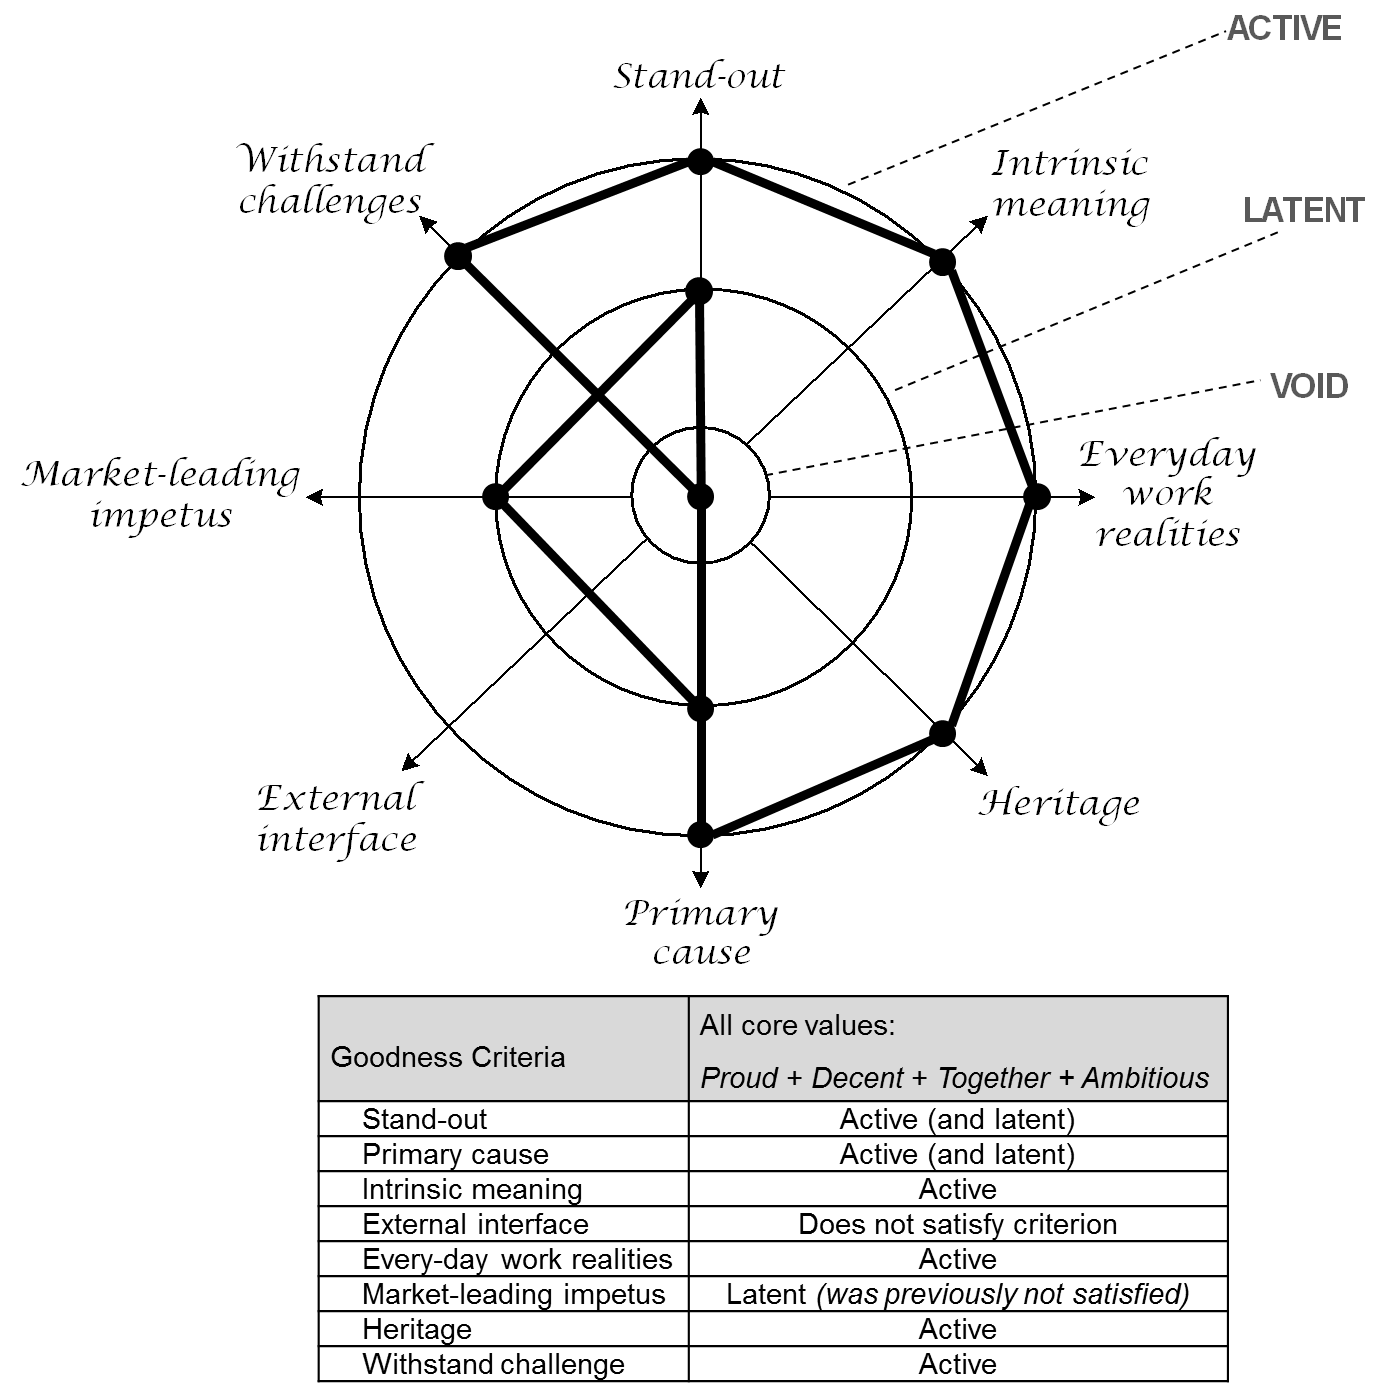 ACTIVE
Stand-out
Withstand
challenges
Intrinsic
meaning
LATENT
VOID
Market-leading
impetus
Everyday
work
realities
External
interface
Heritage
Primary
cause
Goodness Criteria
All core values:
Proud + Decent + Together + Ambitious
Stand-out
Active (and latent)
Primary cause
Active (and latent)
Intrinsic meaning
Active
External interface
Does not satisfy criterion
Every-day work realities
Active
Market-leading impetus
Latent (was previously not satisfied)
Heritage
Active
Withstand challenge
Active